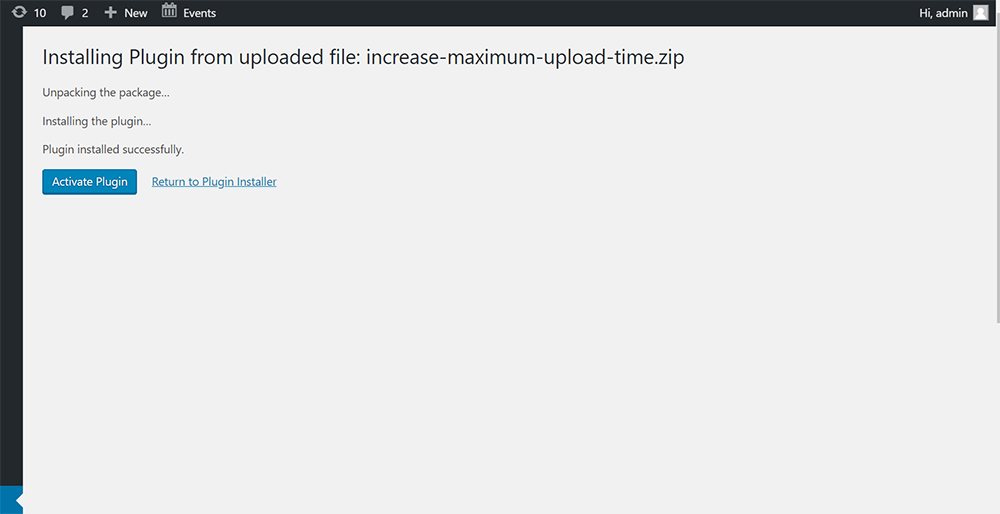 10 2 New Events Hi, admin
Installing Plugin from uploaded file: increase-maximum-upload-time.zip
Unpacking the package…
Installing the plugin…
Plugin installed successfully.
Activate Plugin Return to Plugin Installer